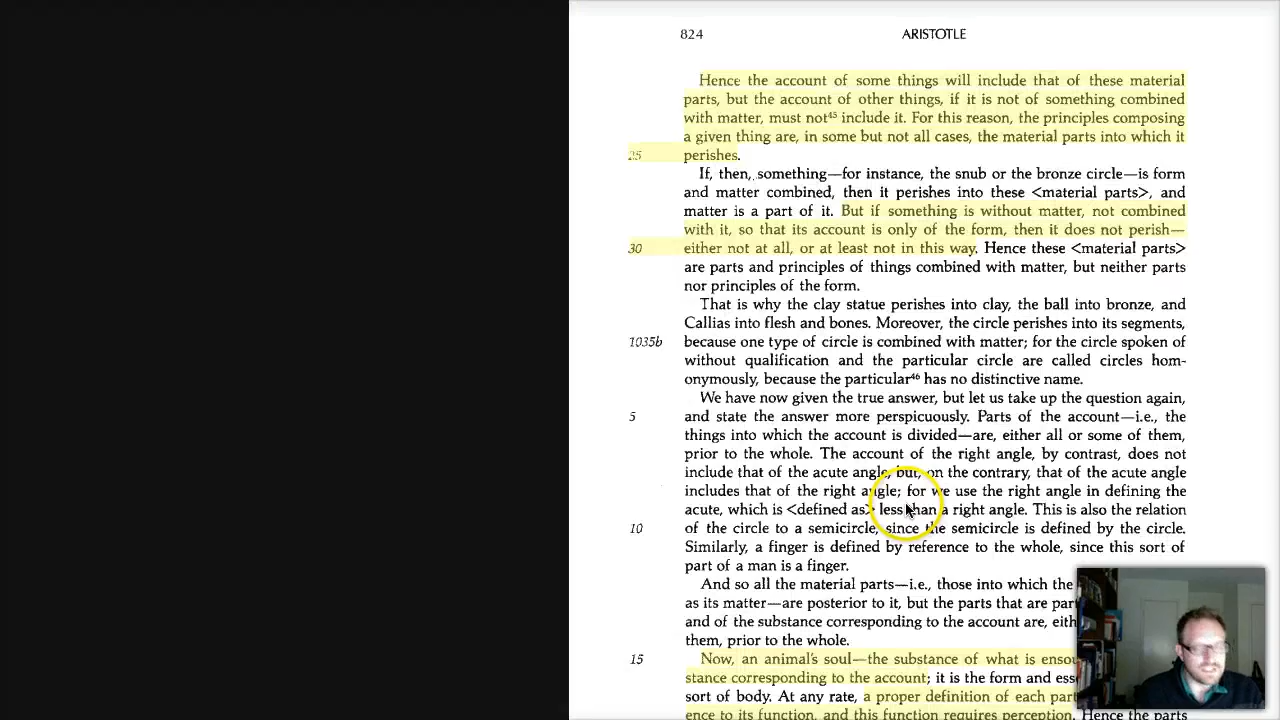 824 ARISTOTLE
Hence the account of some things will include that of these material
parts, but the account of other things, if it is not of something combined
with matter, must not⁴⁵ include it. For this reason, the principles composing
a given thing are, in some but not all cases, the material parts into which it
25 perishes.
If, then, something—for instance, the snub or the bronze circle—is form
and matter combined, then it perishes into these <material parts>, and
matter is a part of it. But if something is without matter, not combined
with it, so that its account is only of the form, then it does not perish—
30 either not at all, or at least not in this way. Hence these <material parts>
are parts and principles of things combined with matter, but neither parts
nor principles of the form.
That is why the clay statue perishes into clay, the ball into bronze, and
Callias into flesh and bones. Moreover, the circle perishes into its segments,
1035b because one type of circle is combined with matter; for the circle spoken of
without qualification and the particular circle are called circles hom-
onymously, because the particular⁴⁶ has no distinctive name.
We have now given the true answer, but let us take up the question again,
5 and state the answer more perspicuously. Parts of the account—i.e., the
things into which the account is divided—are, either all or some of them,
prior to the whole. The account of the right angle, by contrast, does not
include that of the acute angle, but, on the contrary, that of the acute angle
includes that of the right angle; for we use the right angle in defining the
acute, which is <defined as> less than a right angle. This is also the relation
10 of the circle to a semicircle, since the semicircle is defined by the circle.
Similarly, a finger is defined by reference to the whole, since this sort of
part of a man is a finger.
And so all the material parts—i.e., those into which the
as its matter—are posterior to it, but the parts that are
and of the substance corresponding to the account are,
them, prior to the whole.
15 Now, an animal's soul—the substance of what is
stance corresponding to the account; it is the form and
sort of body. At any rate, a proper definition of each
ence to its function, and this function requires perception. Hence the parts